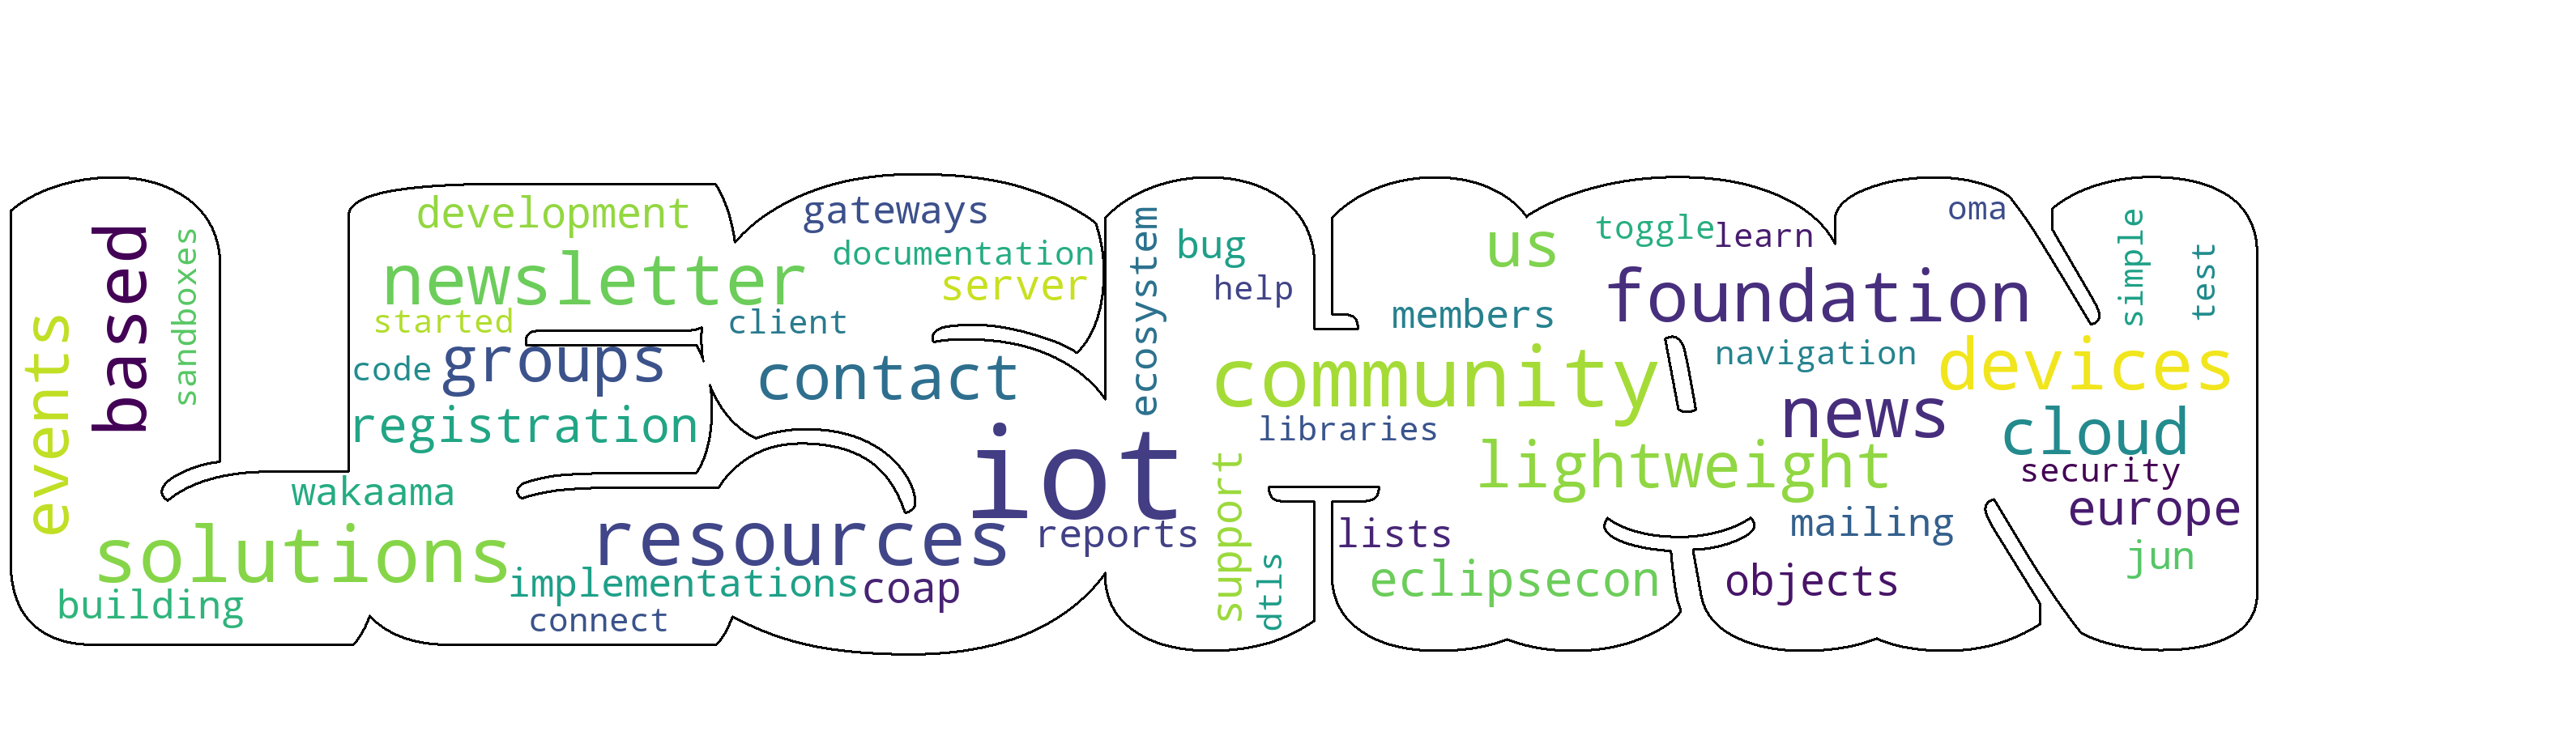 events
based
sandboxes
development
newsletter
started
code
groups
registration
wakaama
solutions
building
implementations
connect
gateways
documentation
server
client
contact
iot
resources
reports
coap
ecosystem
bug
help
us
members
community
libraries
support
dtls
lists
eclipsecon
toggle
learn
oma
foundation
navigation
devices
news
lightweight
cloud
security
europe
mailing
objects
jun
simple
test